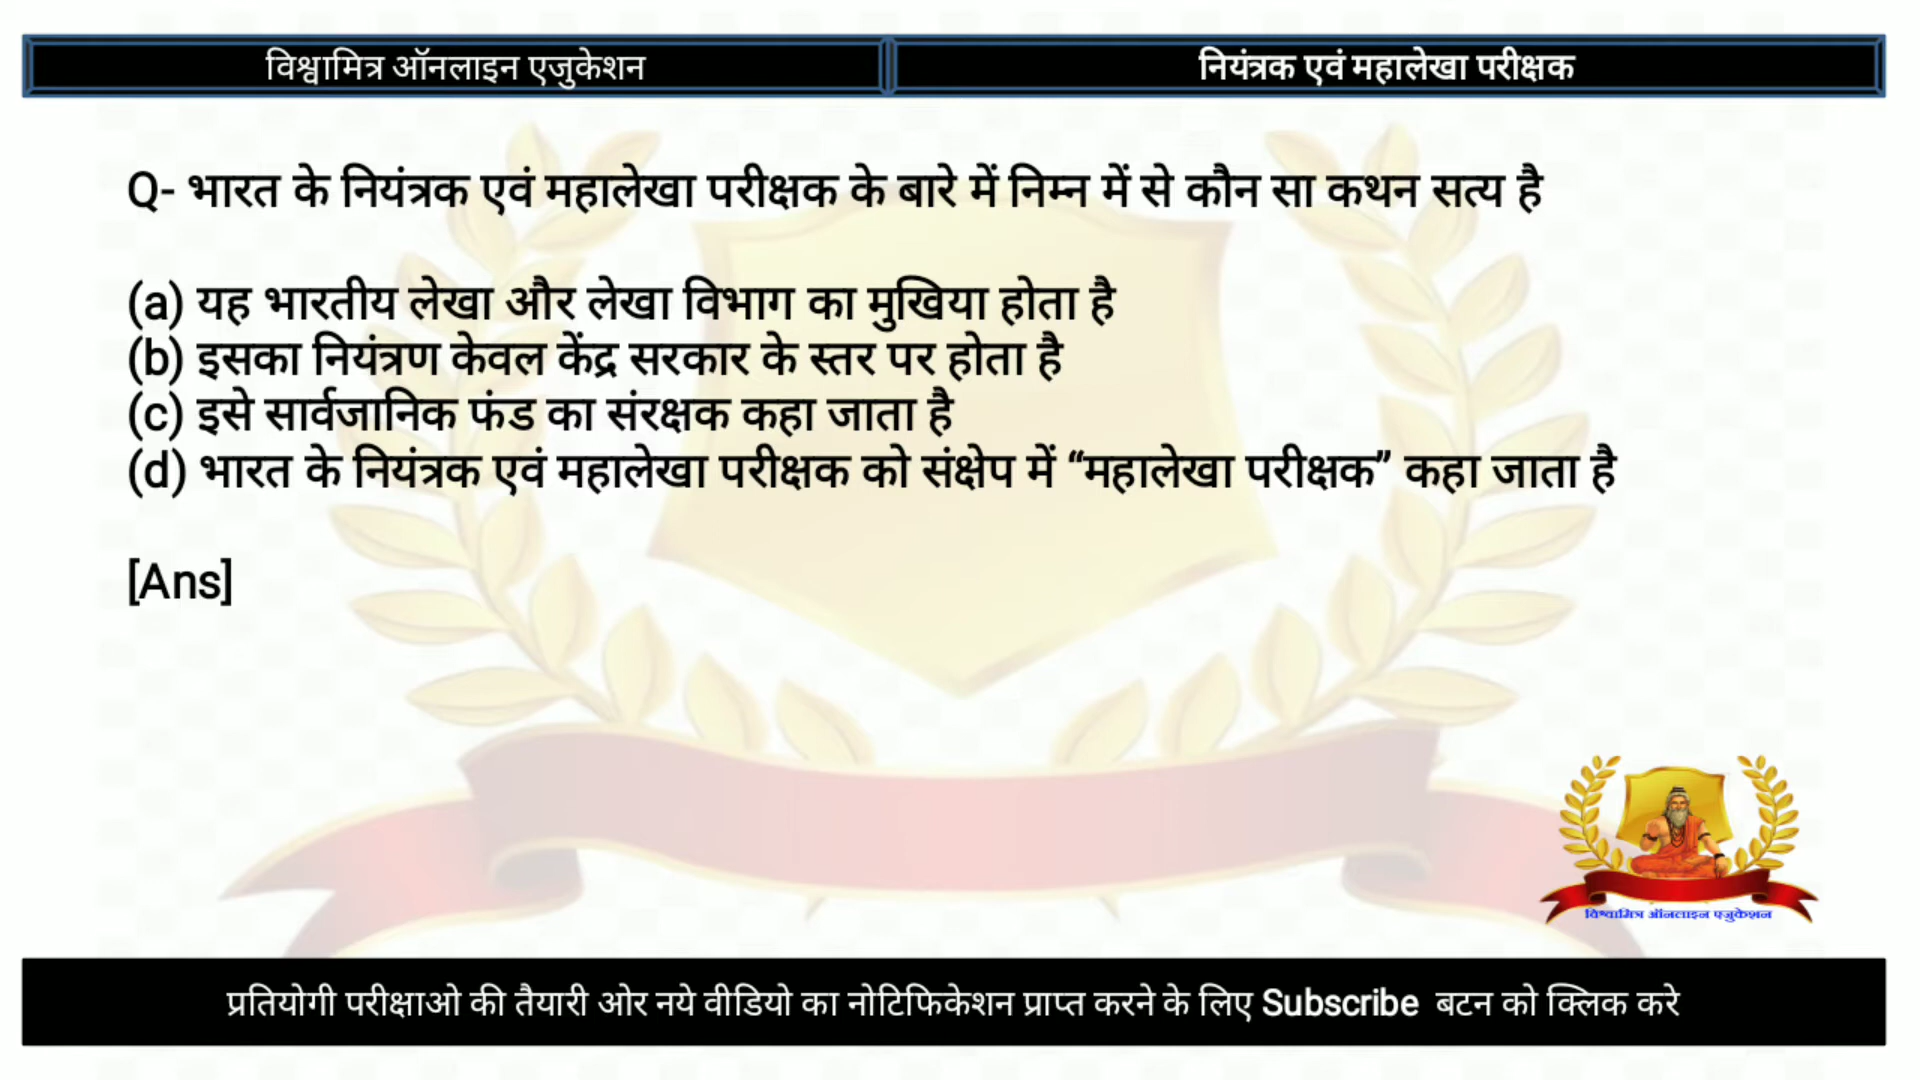 विश्वामित्र ऑनलाइन एजुकेशन
नियंत्रक एवं महालेखा परीक्षक
Q- भारत के नियंत्रक एवं महालेखा परीक्षक के बारे में निम्न में से कौन सा कथन सत्य है
(a) यह भारतीय लेखा और लेखा विभाग का मुखिया होता है
(b) इसका नियंत्रण केवल केंद्र सरकार के स्तर पर होता है
(c) इसे सार्वजानिक फंड का संरक्षक कहा जाता है
(d) भारत के नियंत्रक एवं महालेखा परीक्षक को संक्षेप में “महालेखा परीक्षक” कहा जाता है
[Ans]
विश्वामित्र ऑनलाइन एजुकेशन
प्रतियोगी परीक्षाओ की तैयारी ओर नये वीडियो का नोटिफिकेशन प्राप्त करने के लिए Subscribe बटन को क्लिक करे